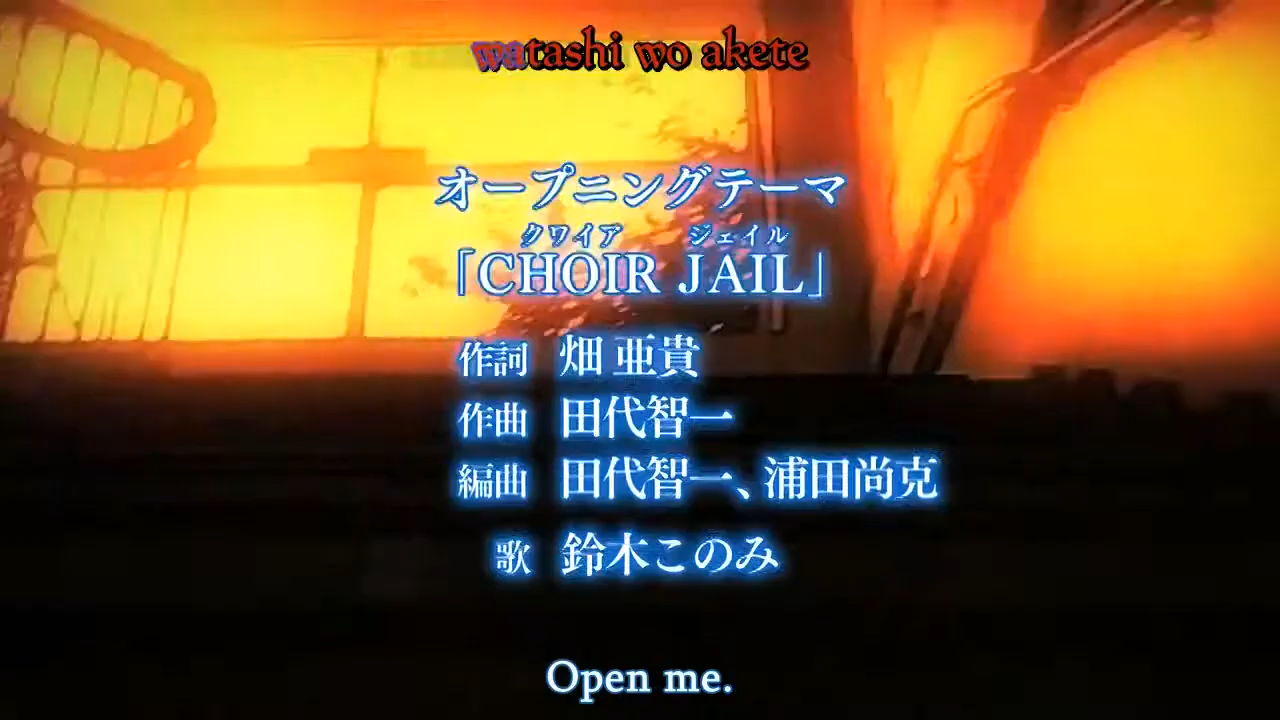 watashi wo akete
オープニングテーマ
クワイア ジェイル
「CHOIR JAIL」
作詞 畑 亜貴
作曲 田代智一
編曲 田代智一、浦田尚克
歌 鈴木このみ
Open me.